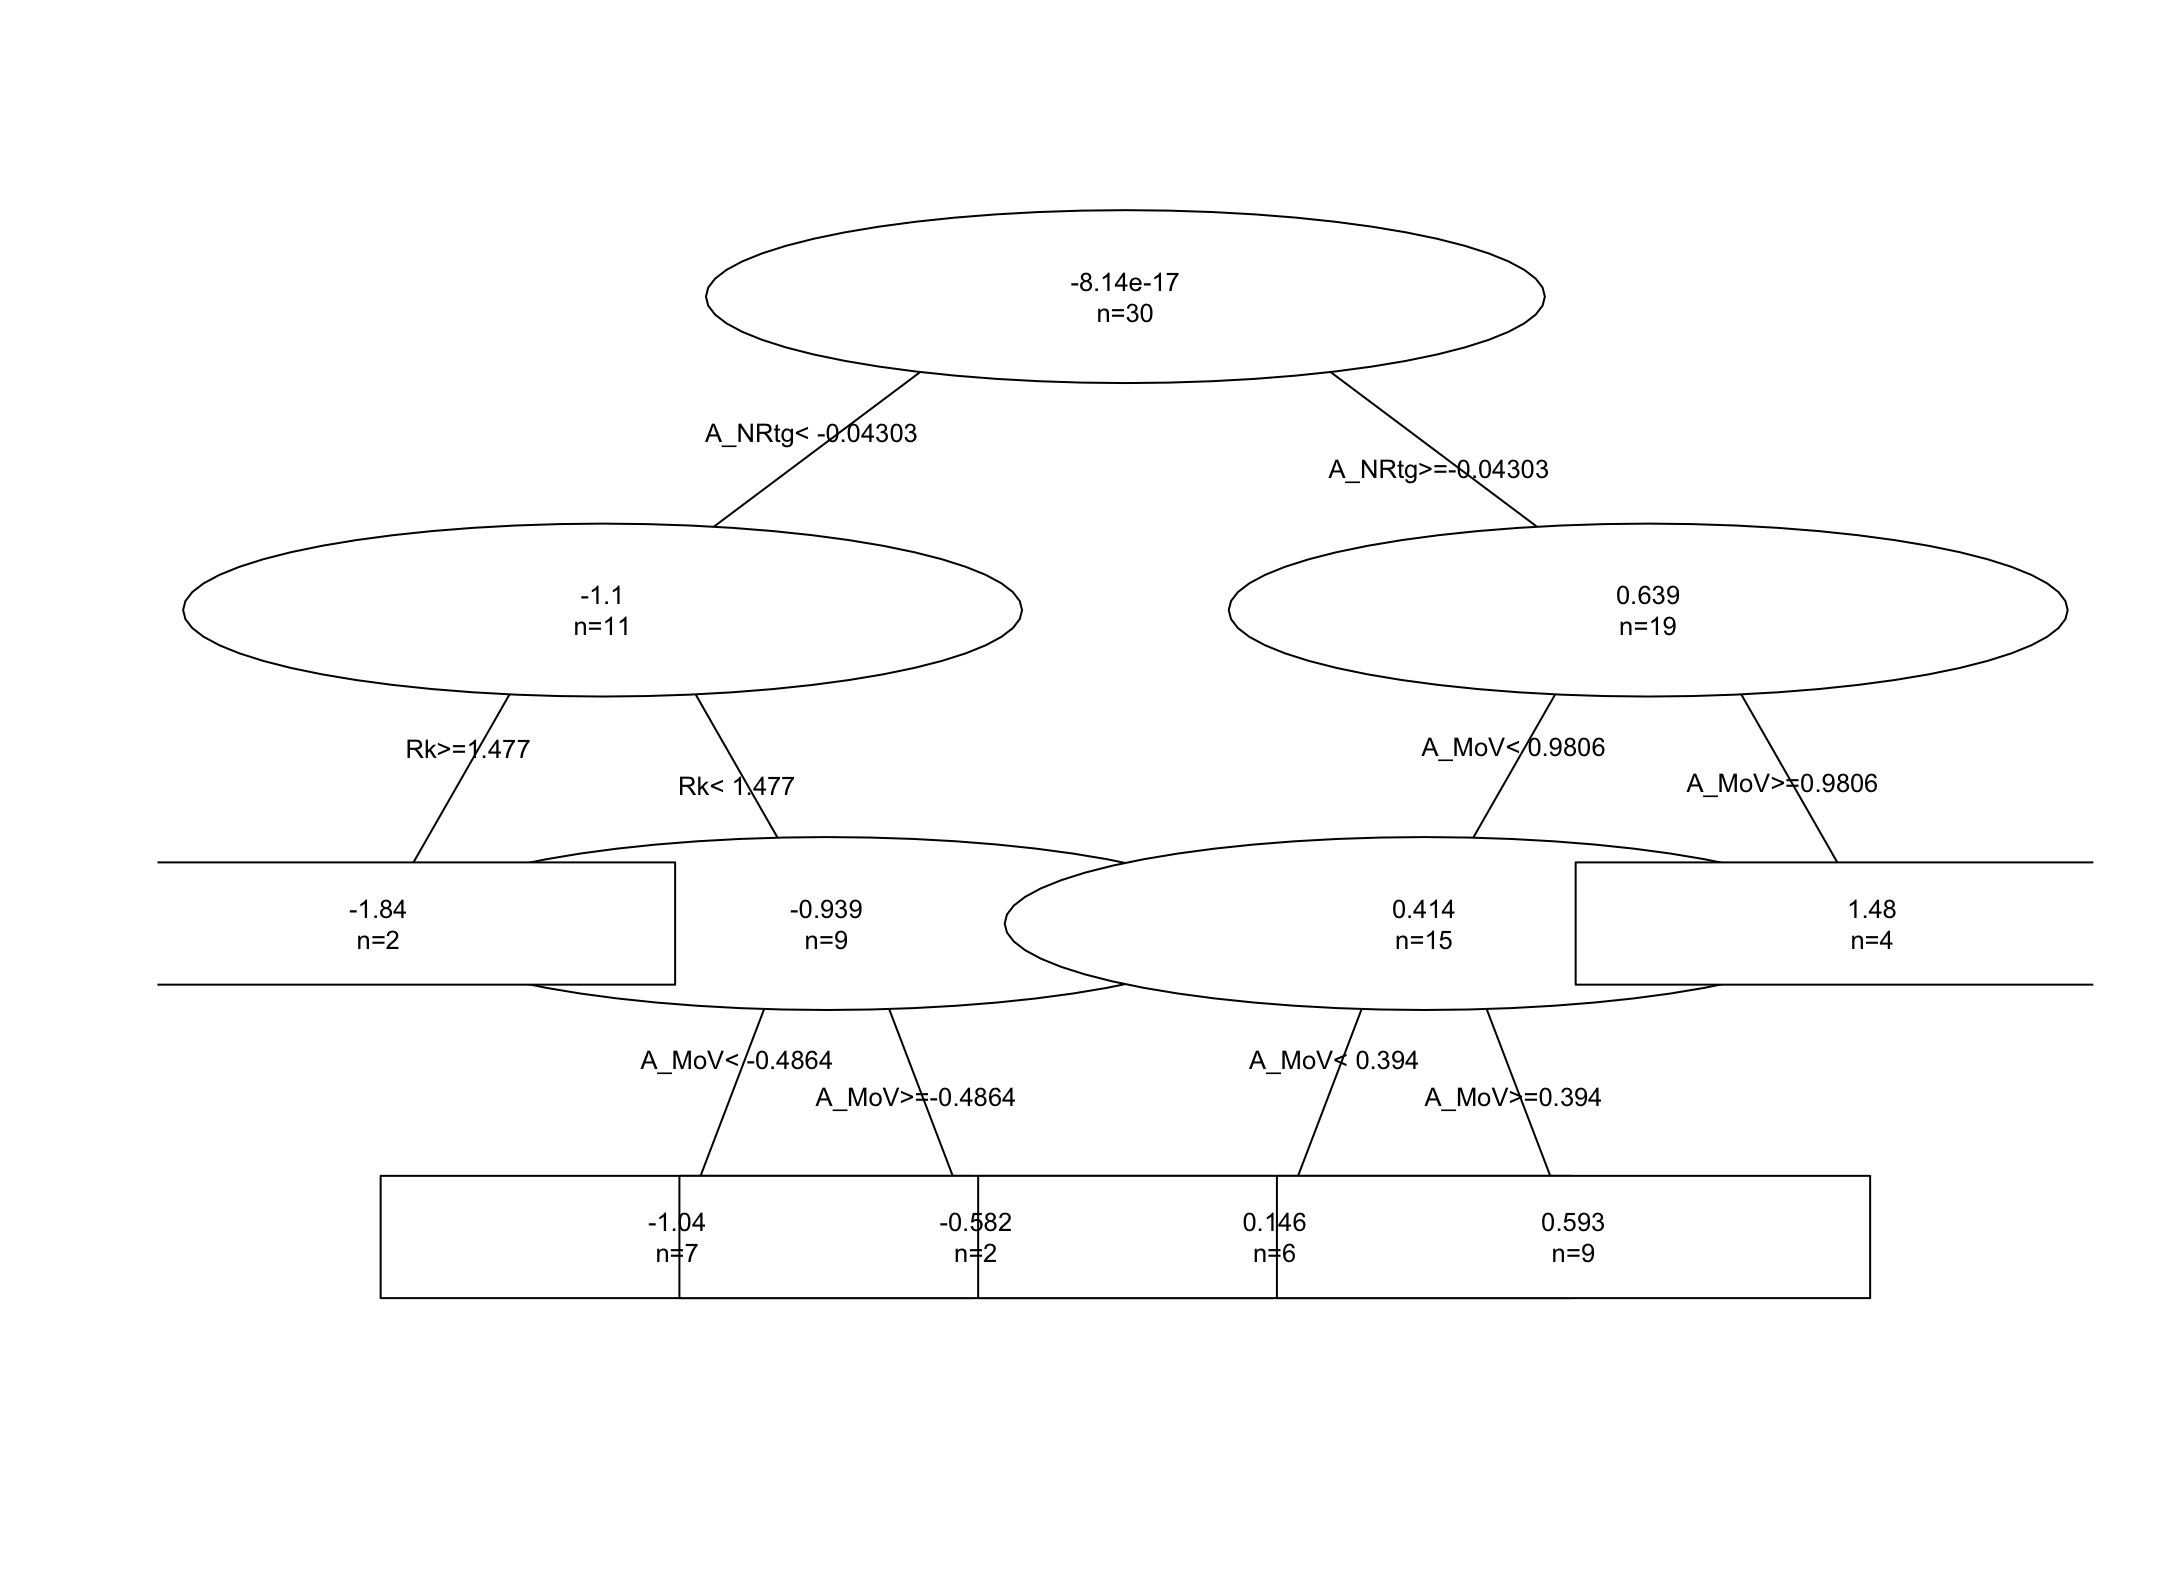 -8.14e-17
n=30
A_NRtg< -0.04303
A_NRtg>=-0.04303
-1.1
n=11
0.639
n=19
Rk>=1.477
Rk< 1.477
A_MoV< 0.9806
A_MoV>=0.9806
-1.84
n=2
-0.939
n=9
0.414
n=15
1.48
n=4
A_MoV< -0.4864
A_MoV>=-0.4864
A_MoV< 0.394
A_MoV>=0.394
-1.04
n=7
-0.582
n=2
0.146
n=6
0.593
n=9